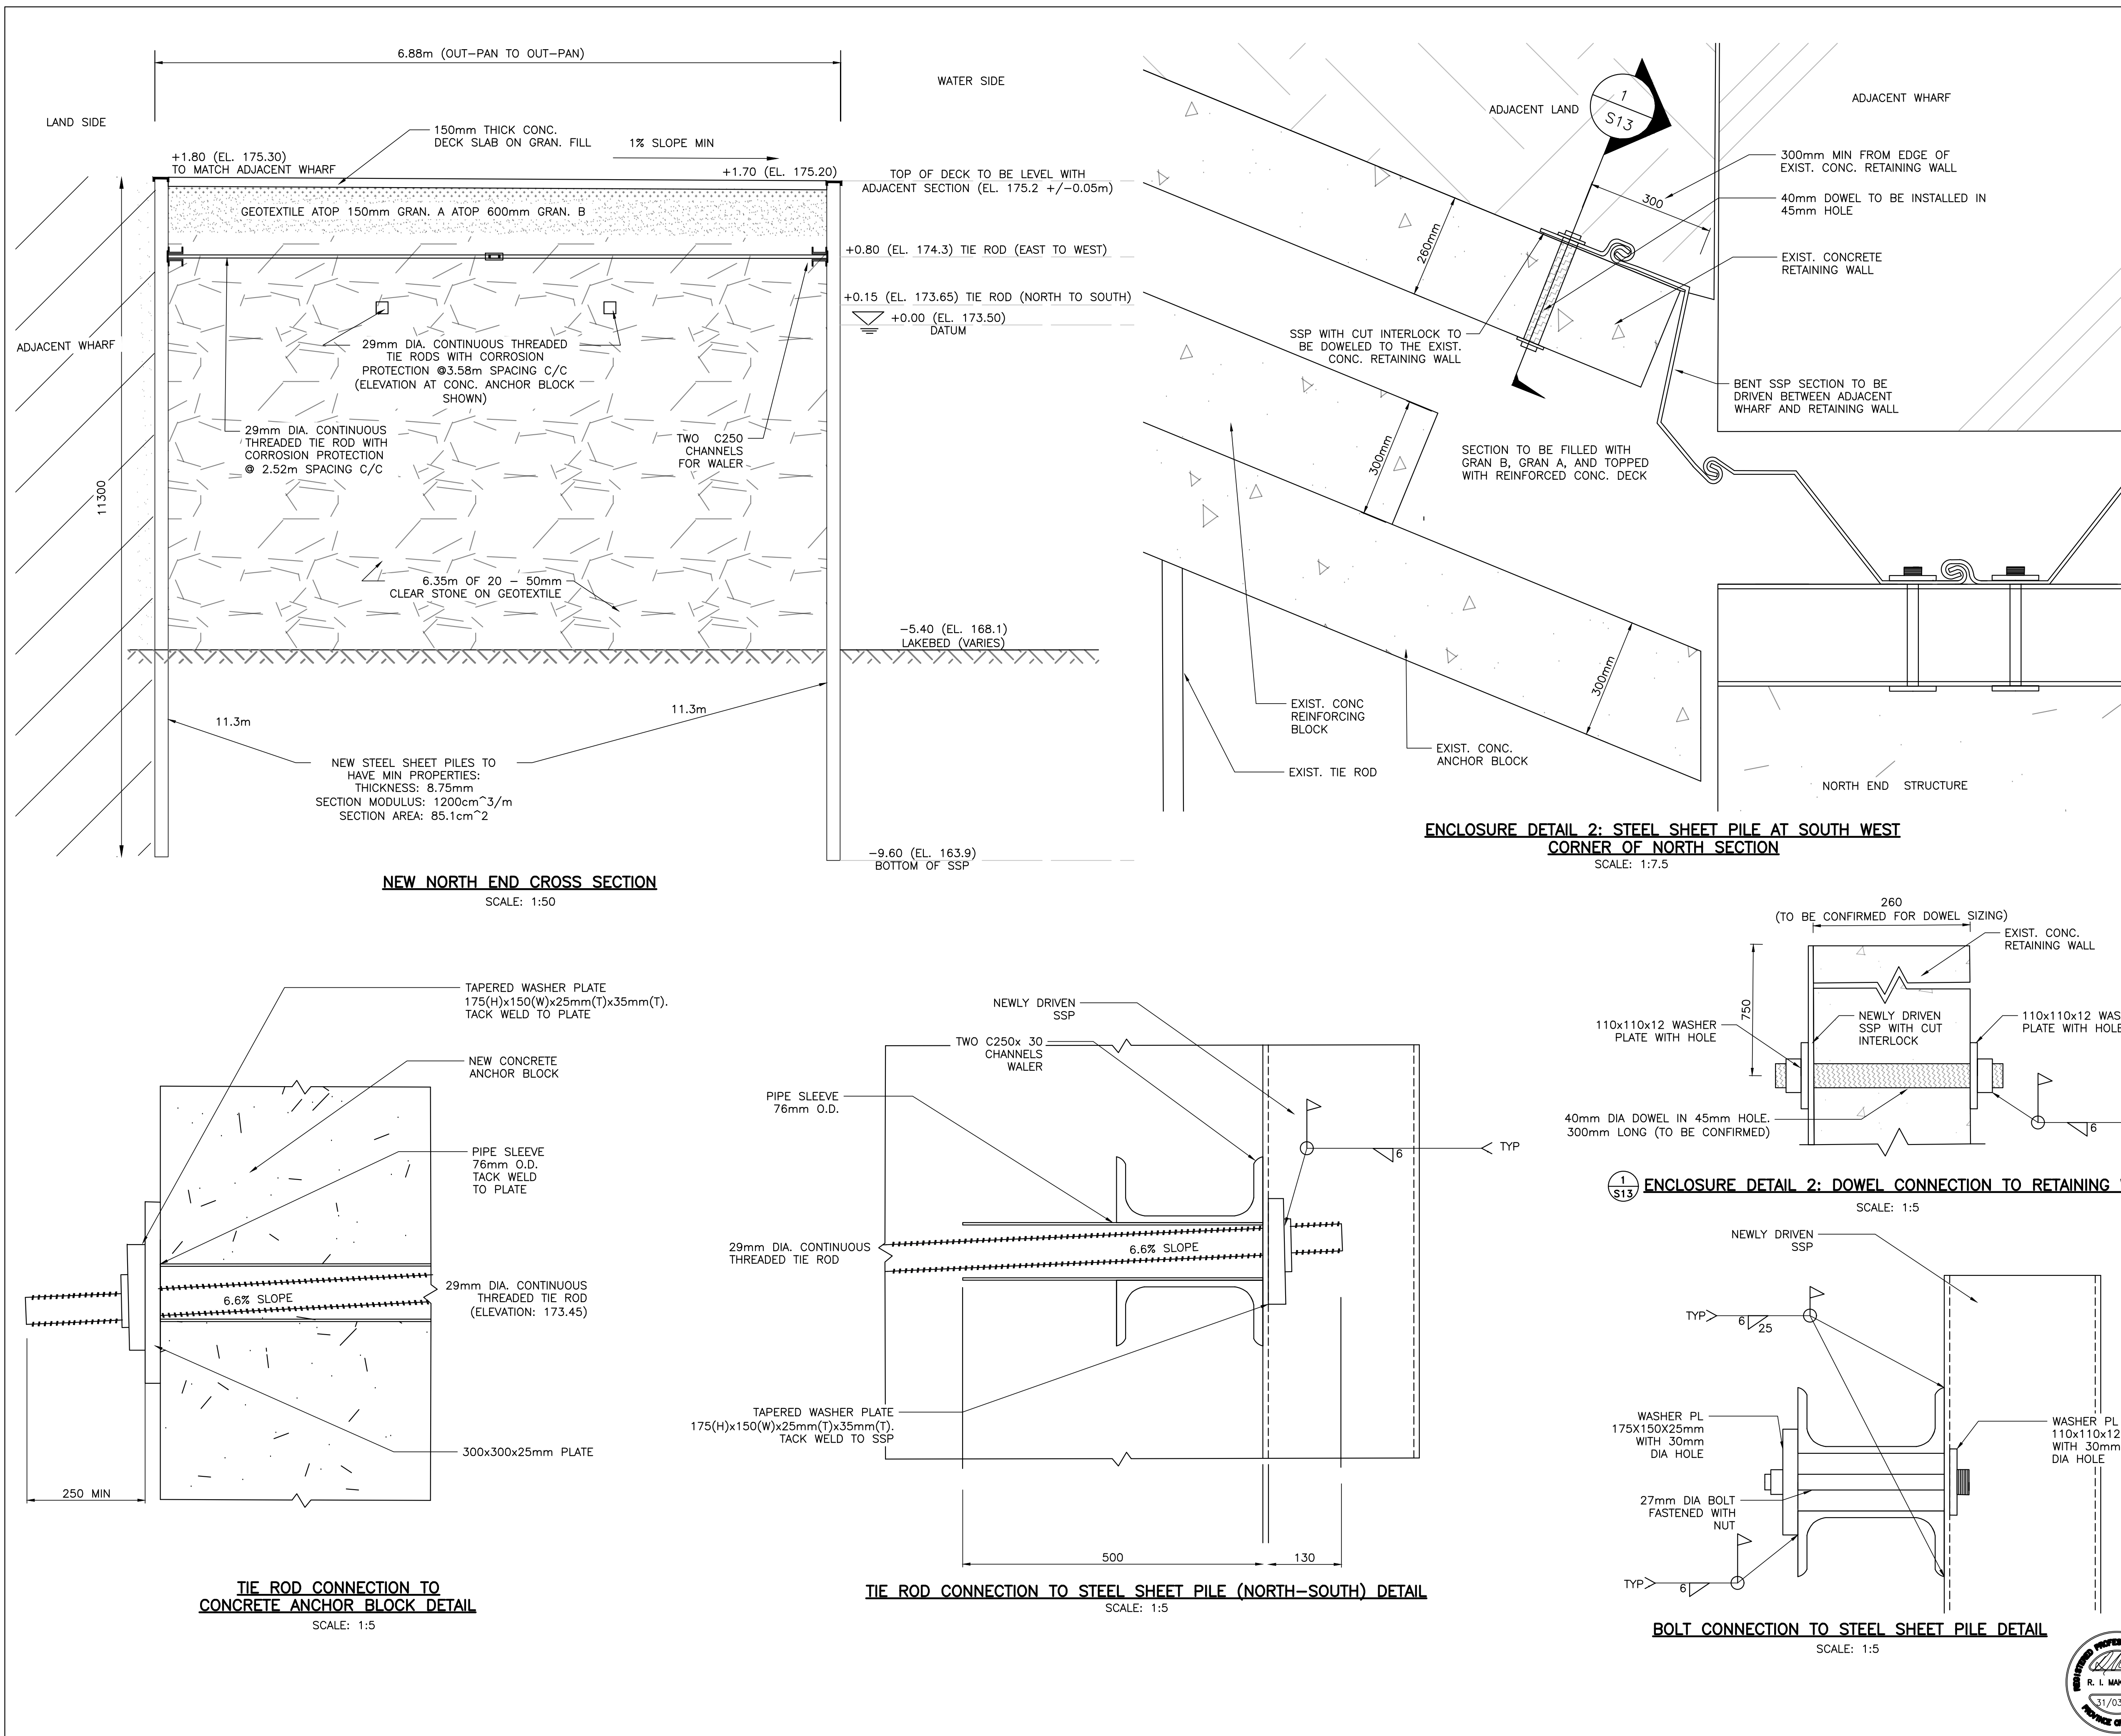 6.88m (OUT-PAN TO OUT-PAN)
WATER SIDE
LAND SIDE
150mm THICK CONC.
DECK SLAB ON GRAN. FILL
1% SLOPE MIN
+1.80 (EL. 175.30)
TO MATCH ADJACENT WHARF
+1.70 (EL. 175.20)
TOP OF DECK TO BE LEVEL WITH
ADJACENT SECTION (EL. 175.2 +/-0.05m)
GEOTEXTILE ATOP 150mm GRAN. A ATOP 600mm GRAN. B
+0.80 (EL. 174.3) TIE ROD (EAST TO WEST)
+0.15 (EL. 173.65) TIE ROD (NORTH TO SOUTH)
+0.00 (EL. 173.50)
DATUM
ADJACENT WHARF
29mm DIA. CONTINUOUS THREADED
TIE RODS WITH CORROSION
PROTECTION @3.58m SPACING C/C
(ELEVATION AT CONC. ANCHOR BLOCK
SHOWN)
29mm DIA. CONTINUOUS
THREADED TIE ROD WITH
CORROSION PROTECTION
@ 2.52m SPACING C/C
TWO C250
CHANNELS
FOR WALER
11300
6.35m OF 20 - 50mm
CLEAR STONE ON GEOTEXTILE
-5.40 (EL. 168.1)
LAKEBED (VARIES)
11.3m
11.3m
NEW STEEL SHEET PILES TO
HAVE MIN PROPERTIES:
THICKNESS: 8.75mm
SECTION MODULUS: 1200cm^3/m
SECTION AREA: 85.1cm^2
-9.60 (EL. 163.9)
BOTTOM OF SSP
NEW NORTH END CROSS SECTION
SCALE: 1:50
ADJACENT LAND
1
S13
ADJACENT WHARF
300mm MIN FROM EDGE OF
EXIST. CONC. RETAINING WALL
300
40mm DOWEL TO BE INSTALLED IN
45mm HOLE
260mm
EXIST. CONCRETE
RETAINING WALL
SSP WITH CUT INTERLOCK TO
BE DOWELED TO THE EXIST.
CONC. RETAINING WALL
BENT SSP SECTION TO BE
DRIVEN BETWEEN ADJACENT
WHARF AND RETAINING WALL
300mm
SECTION TO BE FILLED WITH
GRAN B, GRAN A, AND TOPPED
WITH REINFORCED CONC. DECK
300mm
EXIST. CONC
REINFORCING
BLOCK
EXIST. CONC.
ANCHOR BLOCK
EXIST. TIE ROD
NORTH END STRUCTURE
ENCLOSURE DETAIL 2: STEEL SHEET PILE AT SOUTH WEST
CORNER OF NORTH SECTION
SCALE: 1:7.5
TAPERED WASHER PLATE
175(H)x150(W)x25mm(T)x35mm(T).
TACK WELD TO PLATE
NEW CONCRETE
ANCHOR BLOCK
PIPE SLEEVE
76mm O.D.
TACK WELD
TO PLATE
6.6% SLOPE
29mm DIA. CONTINUOUS
THREADED TIE ROD
(ELEVATION: 173.45)
300x300x25mm PLATE
250 MIN
TIE ROD CONNECTION TO
CONCRETE ANCHOR BLOCK DETAIL
SCALE: 1:5
NEWLY DRIVEN
SSP
TWO C250x 30
CHANNELS
WALER
PIPE SLEEVE
76mm O.D.
6
TYP
29mm DIA. CONTINUOUS
THREADED TIE ROD
6.6% SLOPE
TAPERED WASHER PLATE
175(H)x150(W)x25mm(T)x35mm(T).
TACK WELD TO SSP
500
130
TIE ROD CONNECTION TO STEEL SHEET PILE (NORTH-SOUTH) DETAIL
SCALE: 1:5
260
(TO BE CONFIRMED FOR DOWEL SIZING)
EXIST. CONC.
RETAINING WALL
750
110x110x12 WASHER
PLATE WITH HOLE
NEWLY DRIVEN
SSP WITH CUT
INTERLOCK
110x110x12 WAS
PLATE WITH HOLE
40mm DIA DOWEL IN 45mm HOLE.
300mm LONG (TO BE CONFIRMED)
6
1
S13
ENCLOSURE DETAIL 2: DOWEL CONNECTION TO RETAINING
SCALE: 1:5
NEWLY DRIVEN
SSP
TYP
6
25
WASHER PL
175X150X25mm
WITH 30mm
DIA HOLE
WASHER PL
110x110x12
WITH 30mm
DIA HOLE
27mm DIA BOLT
FASTENED WITH
NUT
TYP
6
BOLT CONNECTION TO STEEL SHEET PILE DETAIL
SCALE: 1:5
REGISTERED
R. I. MA
31/03
PROVINCE